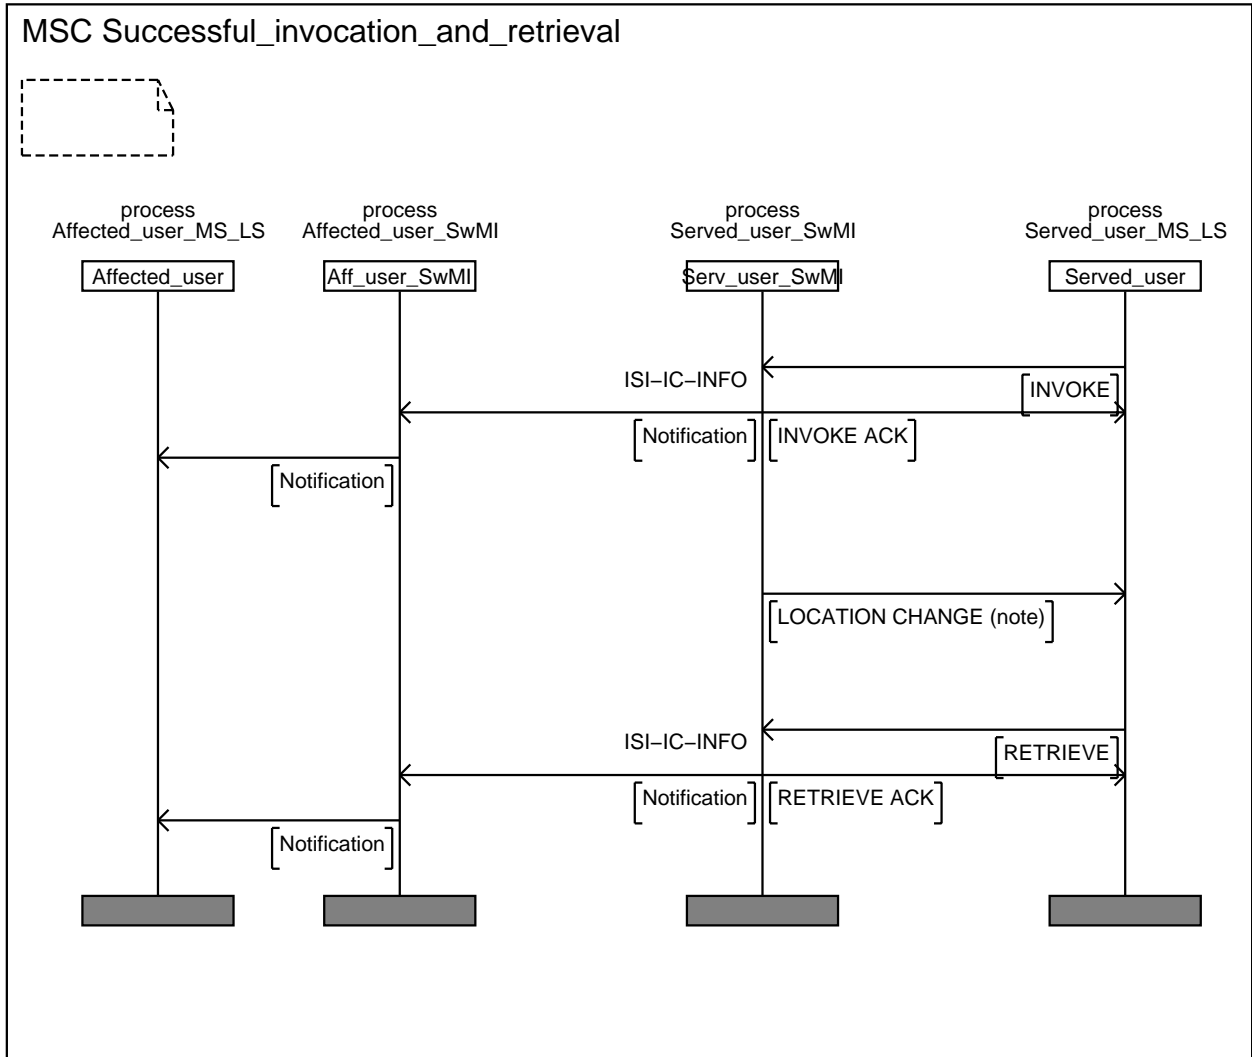 MSC Successful_invocation_and_retrieval
process
Affected_user_MS_LS
process
Affected_user_SwMI
process
Served_user_SwMI
process
Served_user_MS_LS
Affected_user
Aff_user_SwMI
Serv_user_SwMI
Served_user
ISI–IC–INFO
INVOKE
Notification
INVOKE ACK
Notification
LOCATION CHANGE (note)
ISI–IC–INFO
RETRIEVE
Notification
RETRIEVE ACK
Notification